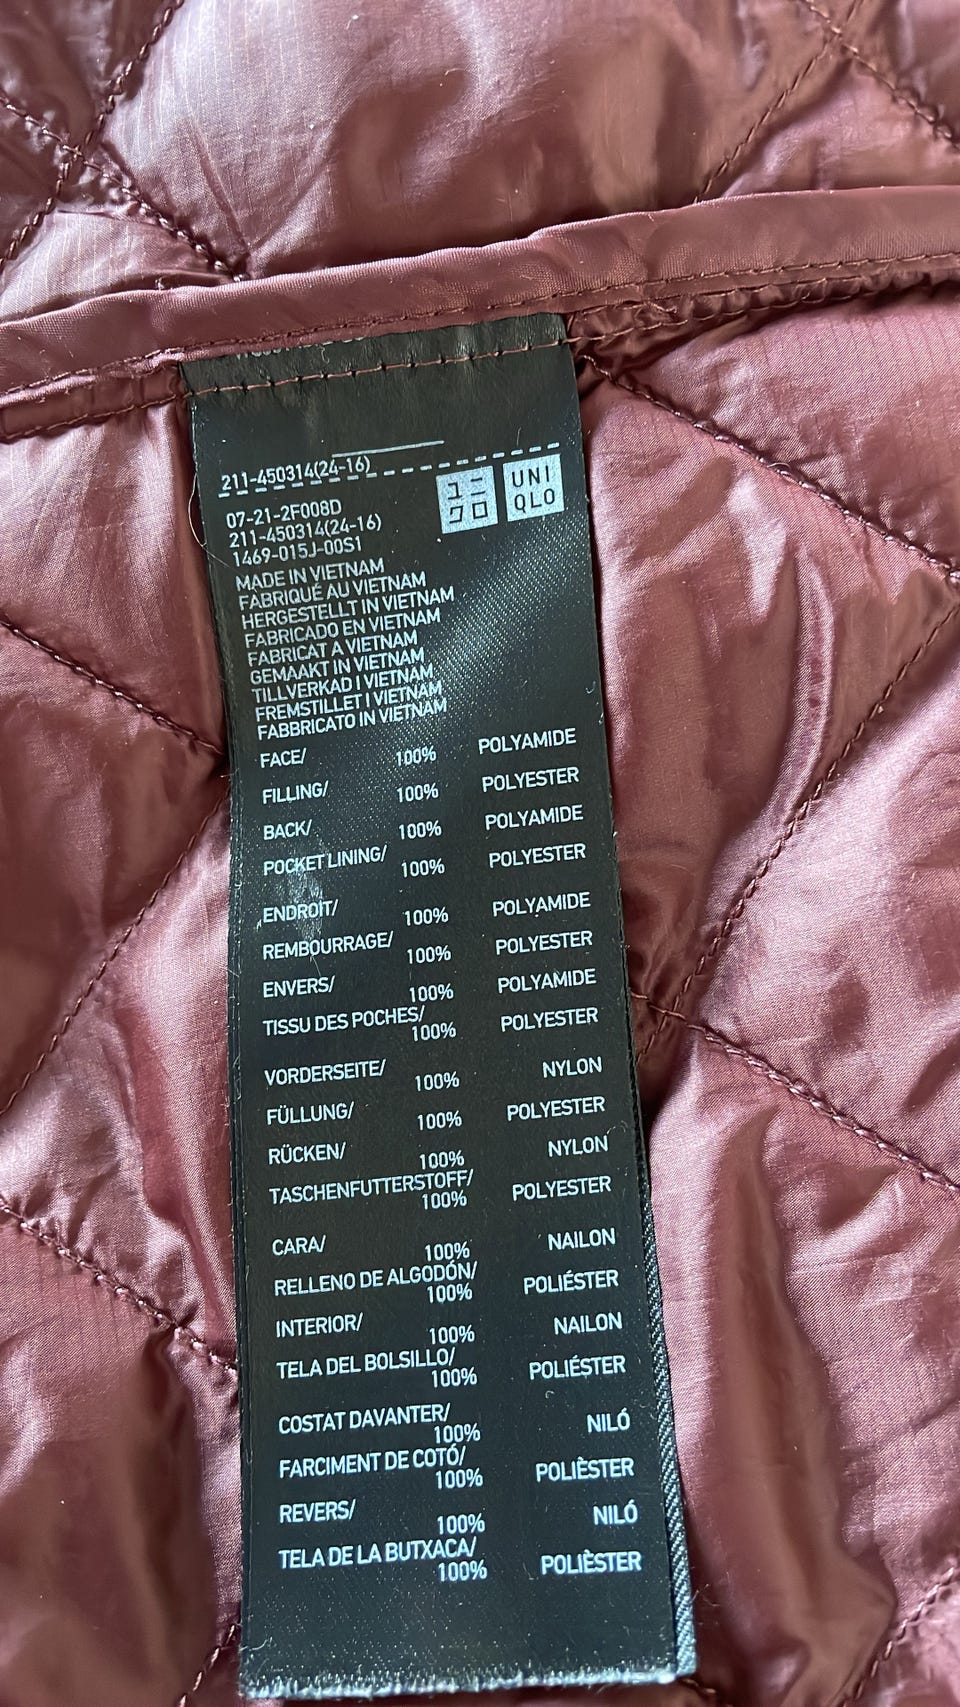 211-450314(24-16)
ユニ
クロ
UNI
QLO
07-21-2F008D
211-450314(24-16)
1469-015J-00S1
MADE IN VIETNAM
FABRIQUÉ AU VIETNAM
HERGESTELLT IN VIETNAM
FABRICADO EN VIETNAM
FABRICAT A VIETNAM
GEMAAKT IN VIETNAM
TILLVERKAD I VIETNAM
FREMSTILLET I VIETNAM
FABBRICATO IN VIETNAM
FACE/ 100% POLYAMIDE
FILLING/ 100% POLYESTER
BACK/ 100% POLYAMIDE
POCKET LINING/ 100% POLYESTER
ENDROIT/ 100% POLYAMIDE
REMBOURRAGE/ 100% POLYESTER
ENVERS/ 100% POLYAMIDE
TISSU DES POCHES/ 100% POLYESTER
VORDERSEITE/ 100% NYLON
FÜLLUNG/ 100% POLYESTER
RÜCKEN/ 100% NYLON
TASCHENFUTTERSTOFF/ 100% POLYESTER
CARA/ 100% NAILON
RELLENO DE ALGODÓN/ 100% POLIÉSTER
INTERIOR/ 100% NAILON
TELA DEL BOLSILLO/ 100% POLIÉSTER
COSTAT DAVANTER/ 100% NILÓ
FARCIMENT DE COTÓ/ 100% POLIÈSTER
REVERS/ 100% NILÓ
TELA DE LA BUTXACA/ 100% POLIÈSTER